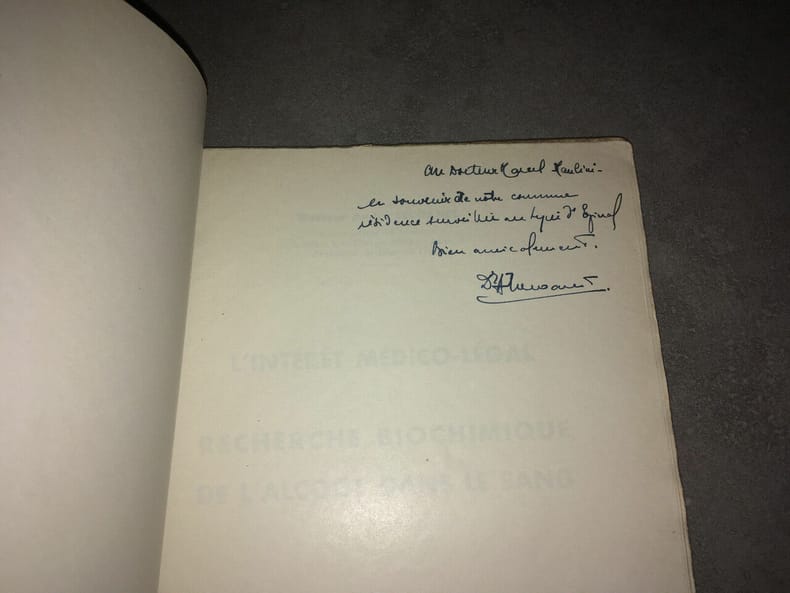 Au Docteur Marcel Maulini-
en souvenir de notre commune
résidence surveillée au Lycée d'Epinal
Bien amicalement.
L'INTERET MEDICO-LEGAL
RECHERCHE BIOCHIMIQUE
DE L'ALCOOL DANS LE SANG